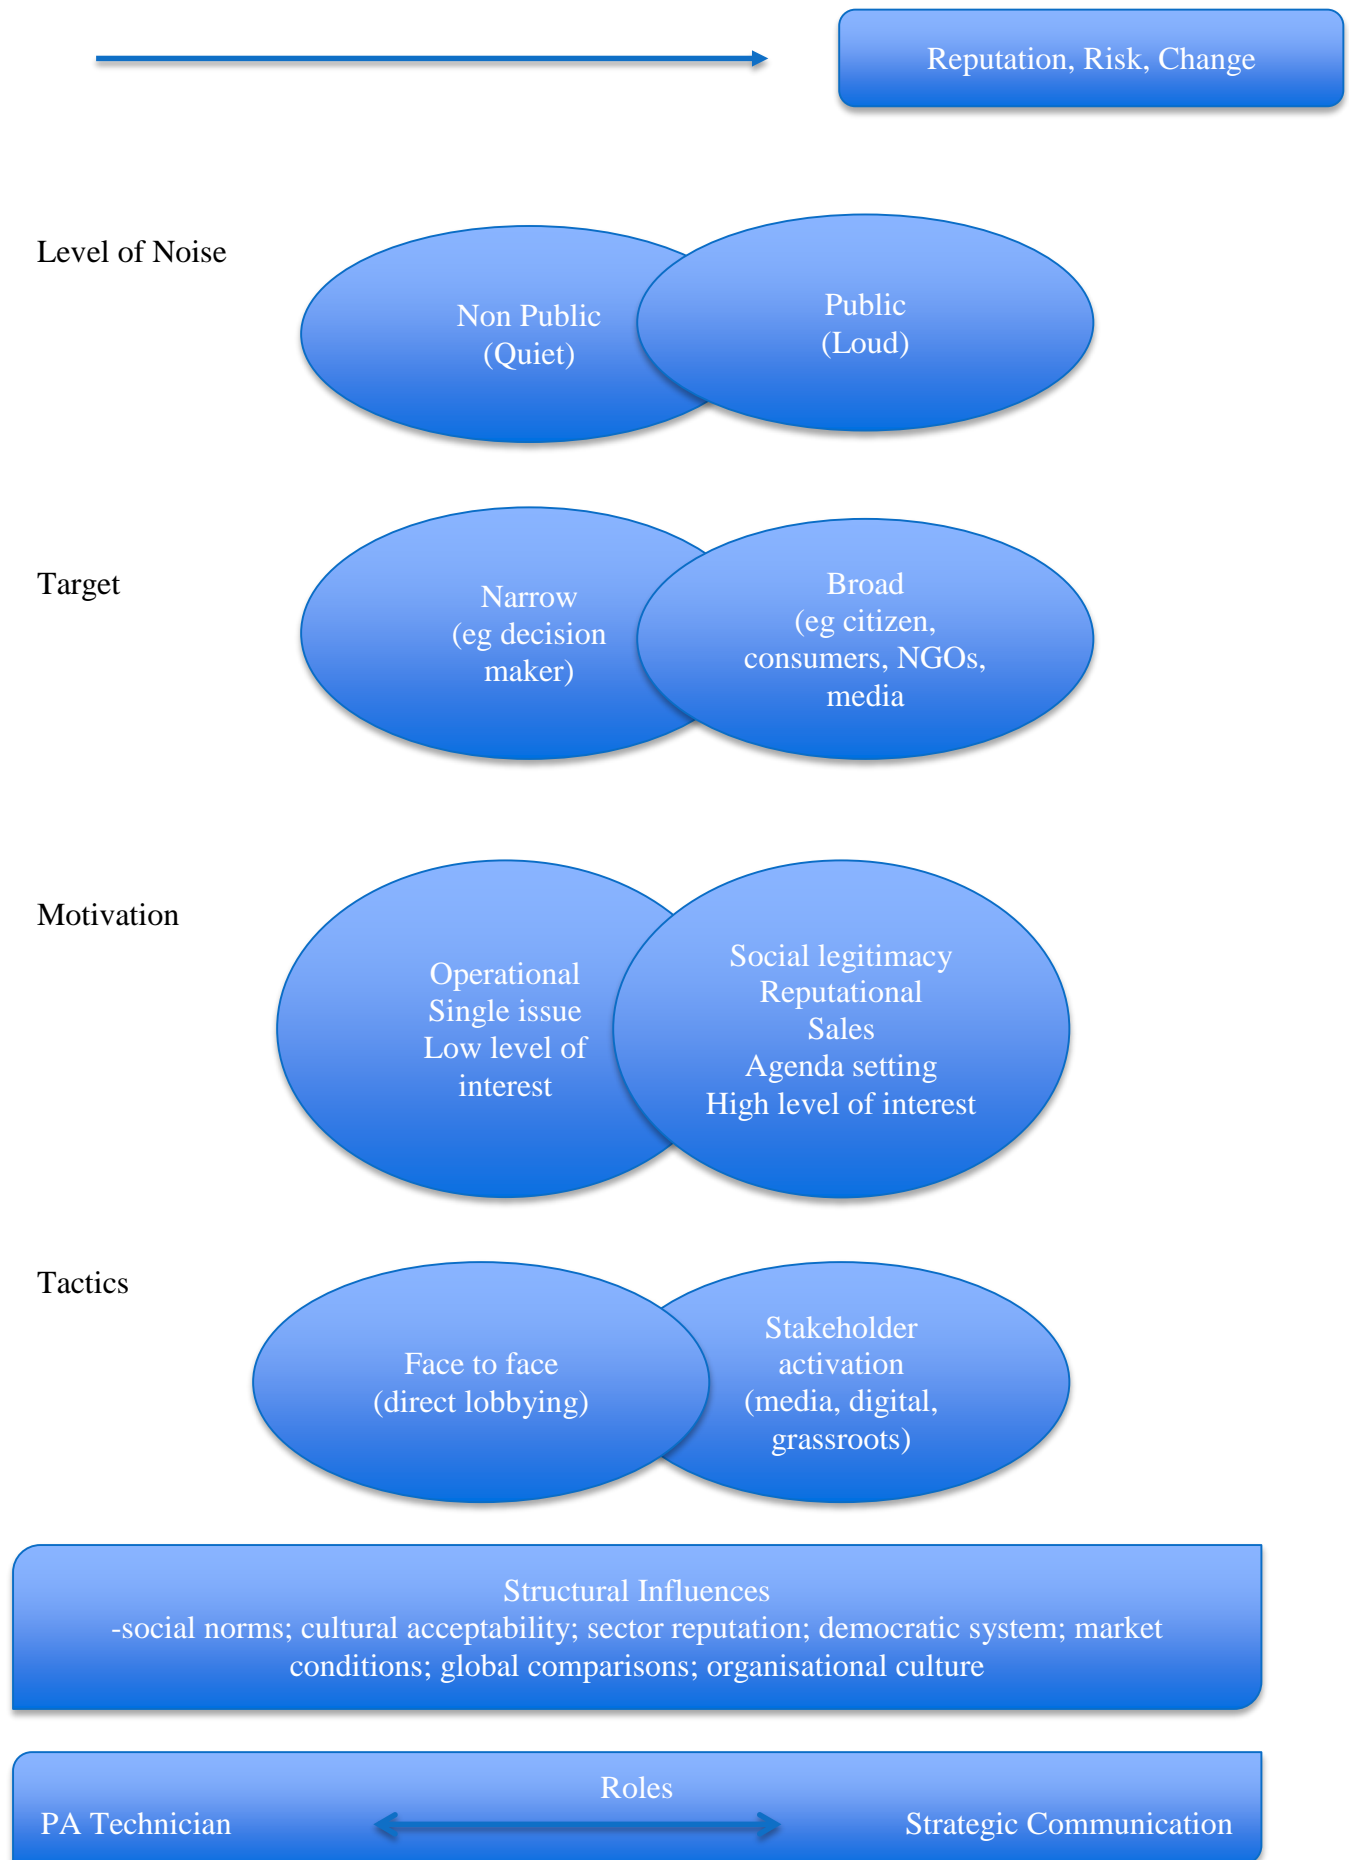 Reputation, Risk, Change
Level of Noise
Non Public
(Quiet)
Public
(Loud)
Target
Narrow
(eg decision
maker)
Broad
(eg citizen,
consumers, NGOs,
media
Motivation
Operational
Single issue
Low level of
interest
Social legitimacy
Reputational
Sales
Agenda setting
High level of interest
Tactics
Face to face
(direct lobbying)
Stakeholder
activation
(media, digital,
grassroots)
Structural Influences
-social norms; cultural acceptability; sector reputation; democratic system; market
conditions; global comparisons; organisational culture
Roles
PA Technician
Strategic Communication